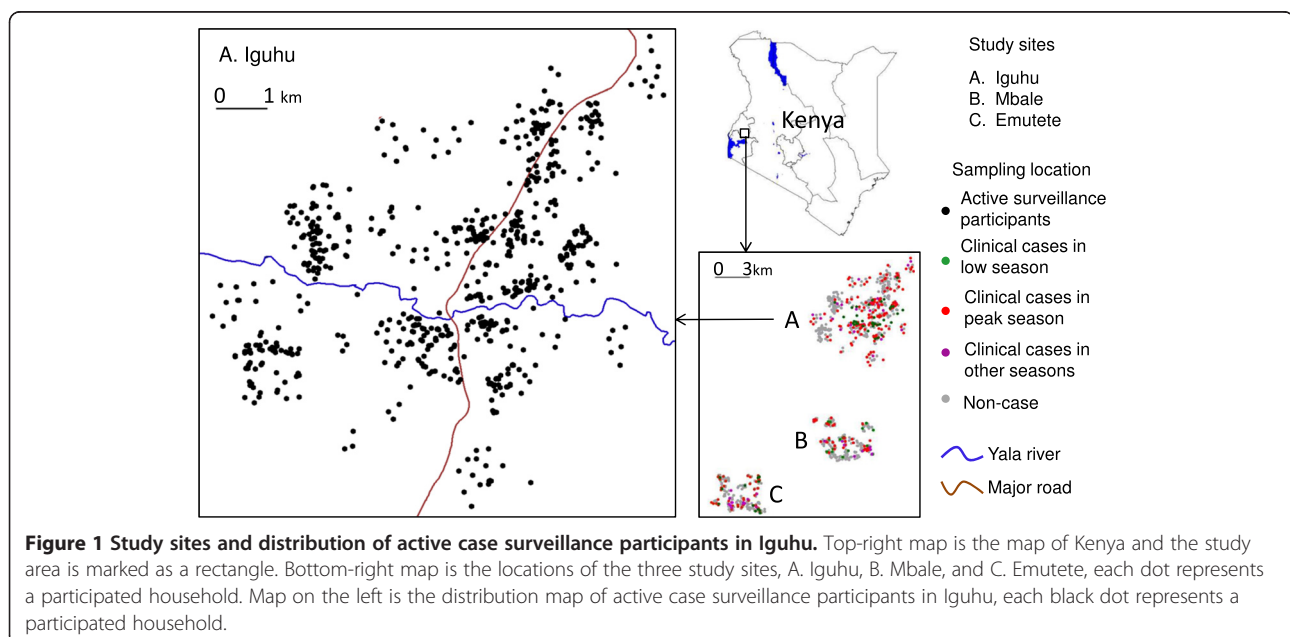 A. Iguhu
0 1 km
Kenya
0 3km
A
B
C
Study sites
A. Iguhu
B. Mbale
C. Emutete
Sampling location
Active surveillance
participants
Clinical cases in
low season
Clinical cases in
peak season
Clinical cases in
other seasons
Non-case
Yala river
Major road
Figure 1 Study sites and distribution of active case surveillance participants in Iguhu. Top-right map is the map of Kenya and the study
area is marked as a rectangle. Bottom-right map is the locations of the three study sites, A. Iguhu, B. Mbale, and C. Emutete, each dot represents
a participated household. Map on the left is the distribution map of active case surveillance participants in Iguhu, each black dot represents a
participated household.